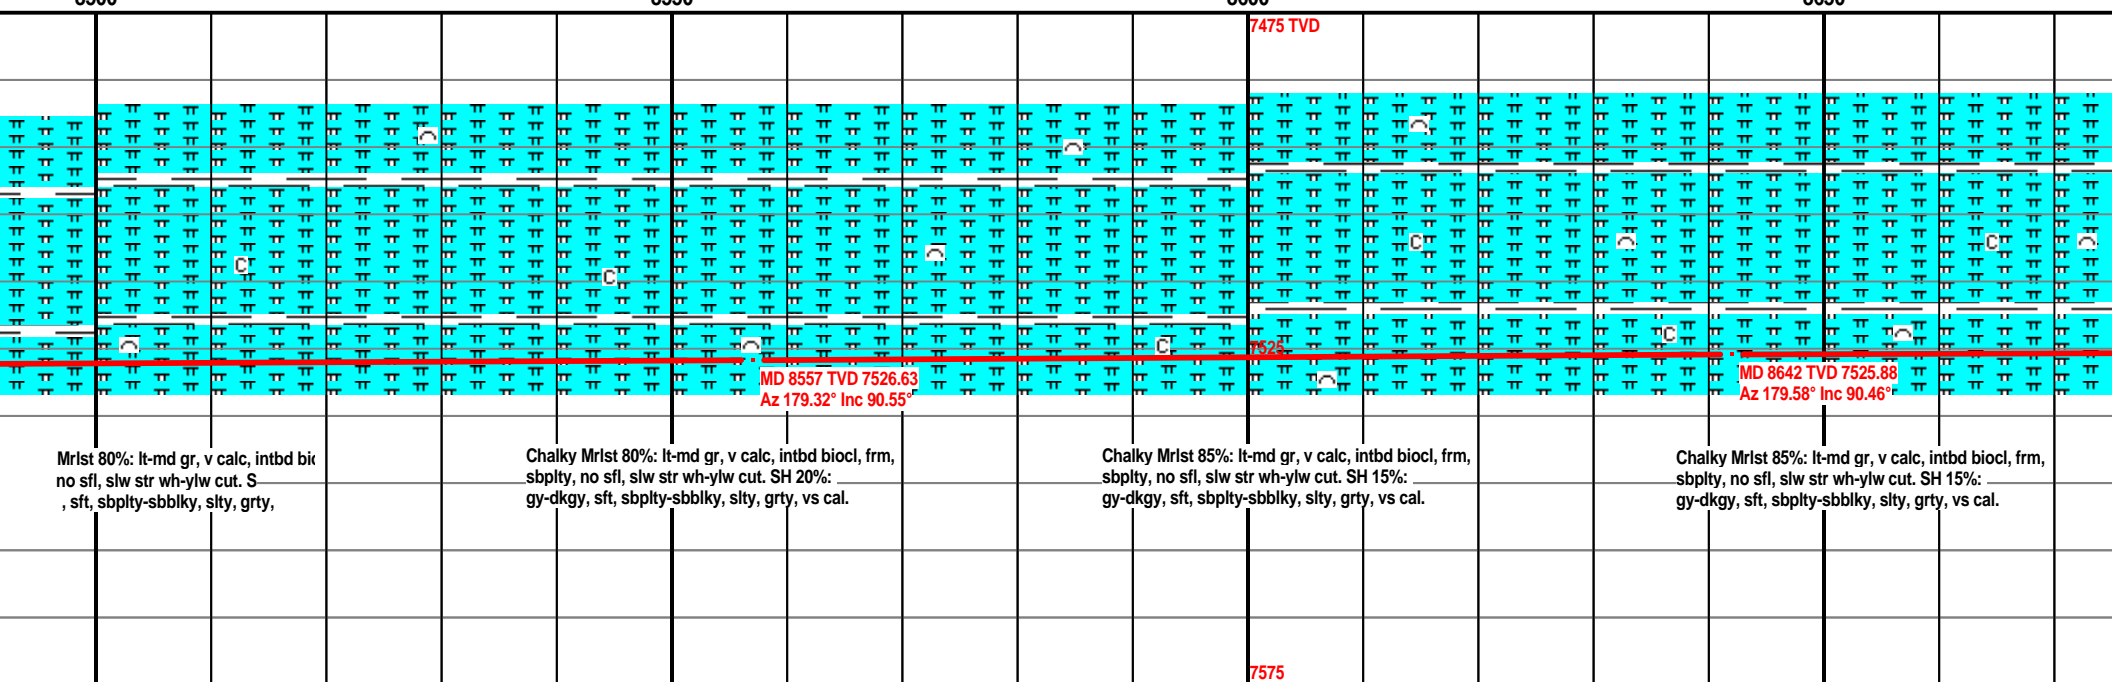 8500 8550 8600 8650
7475 TVD
7525
MD 8557 TVD 7526.63
Az 179.32° Inc 90.55°
MD 8642 TVD 7525.88
Az 179.58° Inc 90.46°
Mrlst 80%: lt-md gr, v calc, intbd bio
no sfl, slw str wh-ylw cut. S
, sft, sbplty-sbblky, slty, grty,
Chalky Mrlst 80%: lt-md gr, v calc, intbd biocl, frm,
sbplty, no sfl, slw str wh-ylw cut. SH 20%:
gy-dkgy, sft, sbplty-sbblky, slty, grty, vs cal.
Chalky Mrlst 85%: lt-md gr, v calc, intbd biocl, frm,
sbplty, no sfl, slw str wh-ylw cut. SH 15%:
gy-dkgy, sft, sbplty-sbblky, slty, grty, vs cal.
Chalky Mrlst 85%: lt-md gr, v calc, intbd biocl, frm,
sbplty, no sfl, slw str wh-ylw cut. SH 15%:
gy-dkgy, sft, sbplty-sbblky, slty, grty, vs cal.
7575
C
C
C
C
C
C